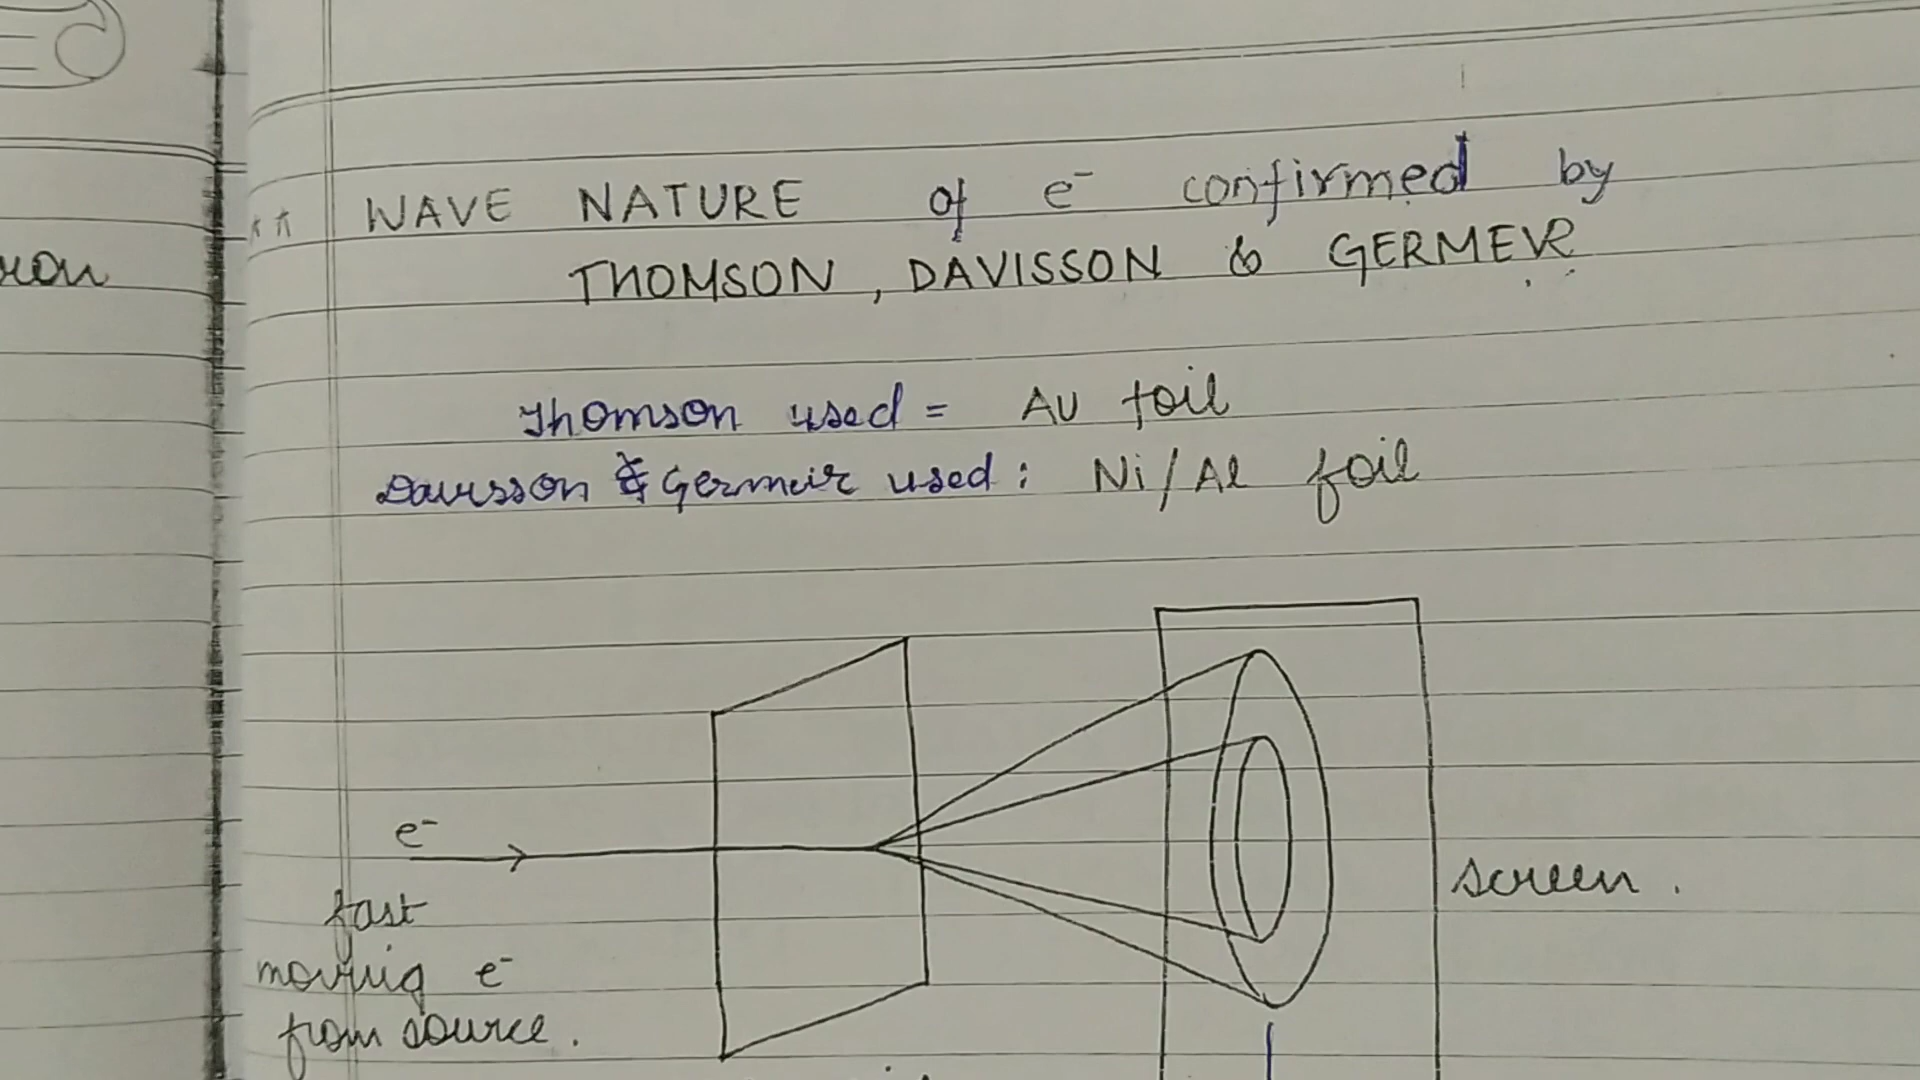 WAVE NATURE of e⁻ confirmed by
THOMSON, DAVISSON & GERMER
Thomson used = AU foil
Davisson & Germeir used : Ni/Al foil
e⁻
fast
moving e⁻
from source.
screen.